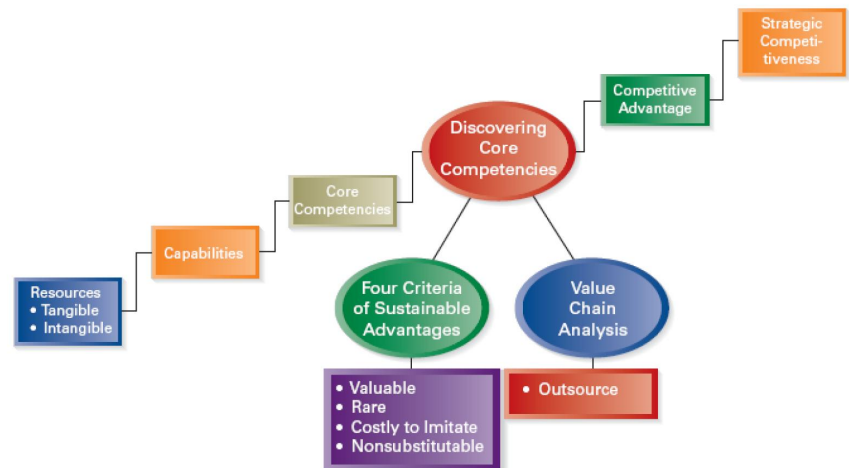 Strategic
Competi-
tiveness
Competitive
Advantage
Discovering
Core
Competencies
Core
Competencies
Capabilities
Resources
• Tangible
• Intangible
Four Criteria
of Sustainable
Advantages
Value
Chain
Analysis
• Valuable
• Rare
• Costly to Imitate
• Nonsubstitutable
• Outsource